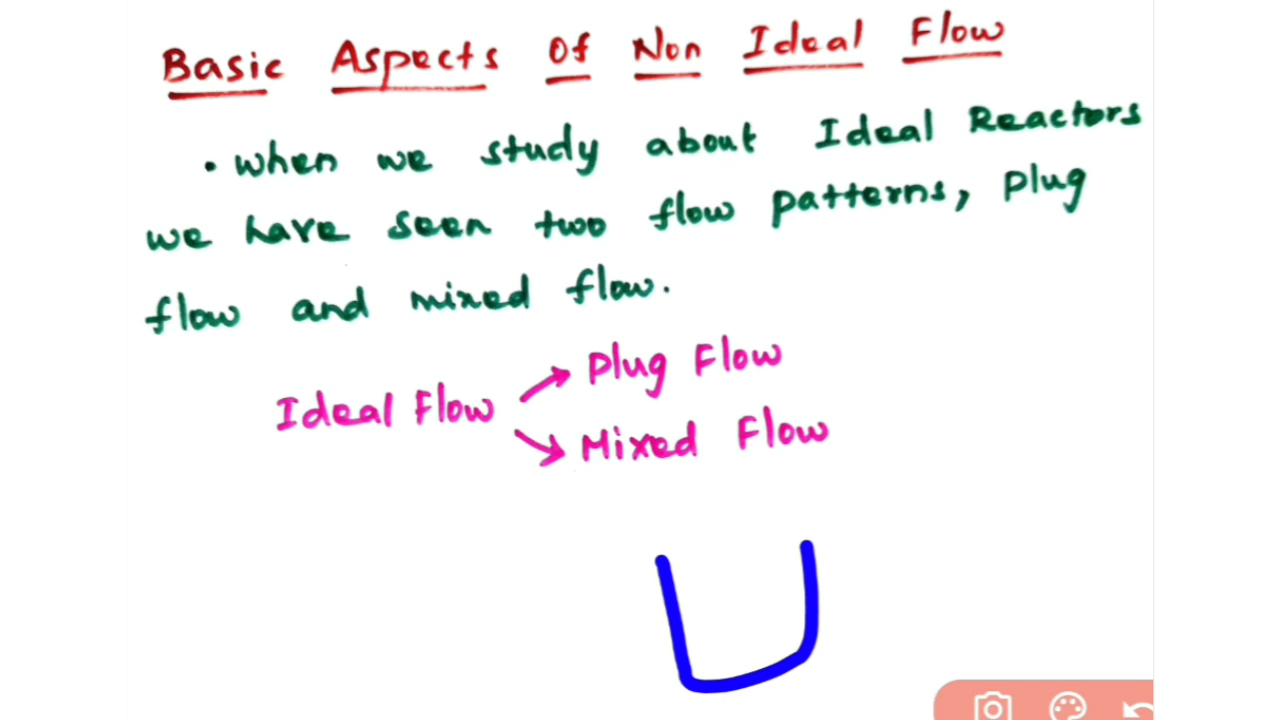 Basic Aspects Of Non Ideal Flow
• When we study about Ideal Reactors
we have seen two flow patterns, plug
flow and mixed flow.
Plug Flow
Ideal Flow
Mixed Flow